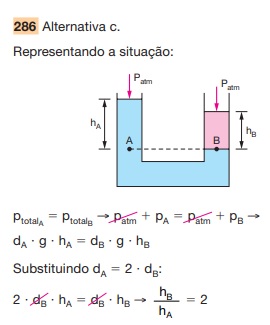 286 Alternativa c.
Representando a situação:
P_atm P_atm
h_A A B h_B
p_total_A = p_total_B → p_atm + p_A = p_atm + p_B →
d_A · g · h_A = d_B · g · h_B
Substituindo d_A = 2 · d_B:
2 · d_B · h_A = d_B · h_B → h_B/h_A = 2